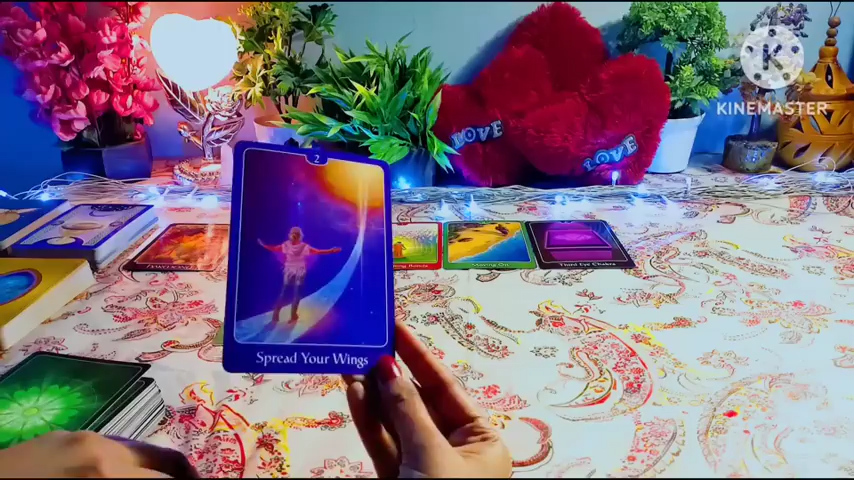 K
KINEMASTER
LOVE
LOVE
2
Spread Your Wings
Moving On
Third Eye Chakra